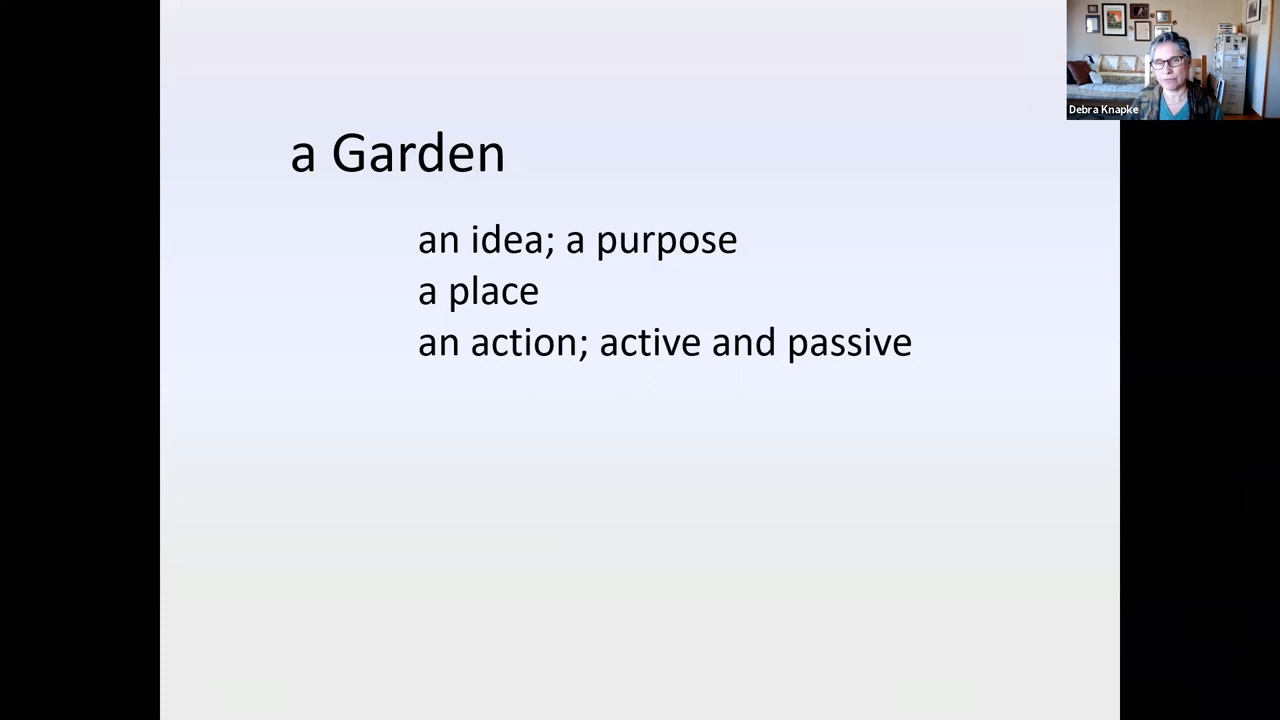 a Garden
an idea; a purpose
a place
an action; active and passive
Debra Knapke